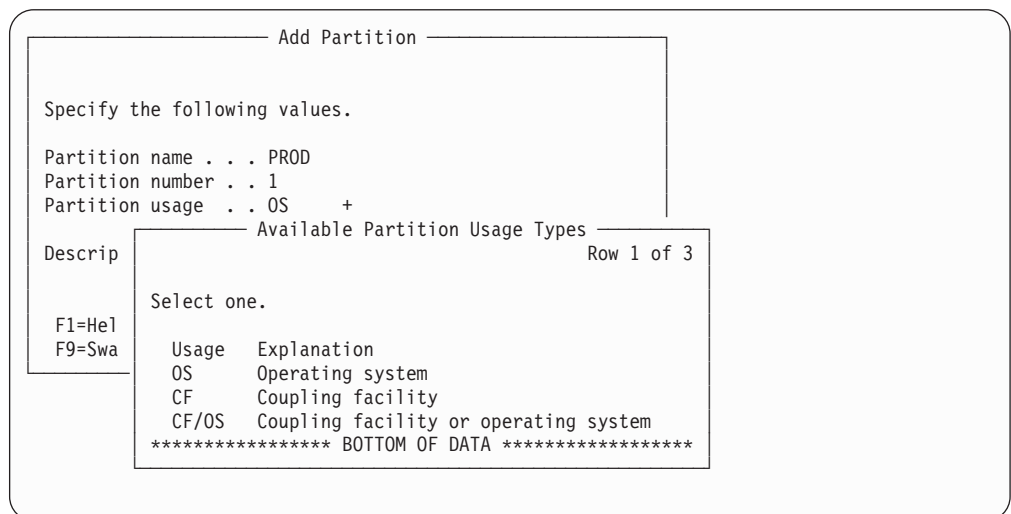 Add Partition
Specify the following values.
Partition name . . . PROD
Partition number . . 1
Partition usage . . OS +
Available Partition Usage Types
Descrip Row 1 of 3
Select one.
F1=Hel
F9=Swa Usage Explanation
OS Operating system
CF Coupling facility
CF/OS Coupling facility or operating system
***************** BOTTOM OF DATA ******************